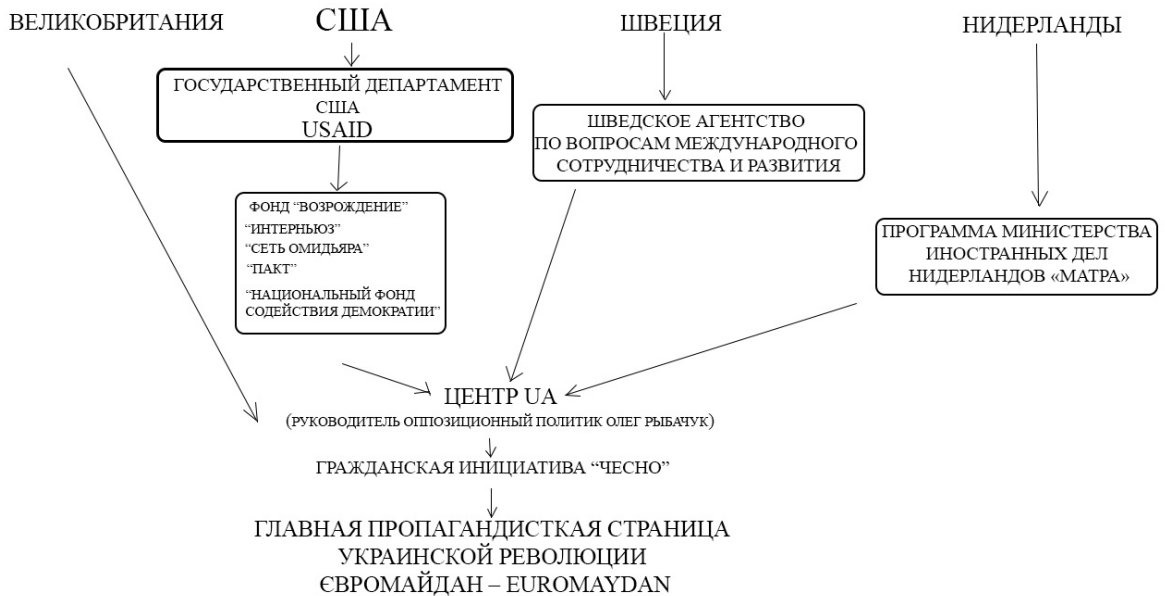 ВЕЛИКОБРИТАНИЯ
США
ШВЕЦИЯ
НИДЕРЛАНДЫ
ГОСУДАРСТВЕННЫЙ ДЕПАРТАМЕНТ
США
USAID
ШВЕДСКОЕ АГЕНТСТВО
ПО ВОПРОСАМ МЕЖДУНАРОДНОГО
СОТРУДНИЧЕСТВА И РАЗВИТИЯ
ФОНД “ВОЗРОЖДЕНИЕ”
“ИНТЕРНЬЮЗ”
“СЕТЬ ОМИДЬЯРА”
“ПАКТ”
“НАЦИОНАЛЬНЫЙ ФОНД
СОДЕЙСТВИЯ ДЕМОКРАТИИ”
ПРОГРАММА МИНИСТЕРСТВА
ИНОСТРАННЫХ ДЕЛ
НИДЕРЛАНДОВ «МАТРА»
ЦЕНТР UA
(РУКОВОДИТЕЛЬ ОППОЗИЦИОННЫЙ ПОЛИТИК ОЛЕГ РЫБАЧУК)
ГРАЖДАНСКАЯ ИНИЦИАТИВА “ЧЕСНО”
ГЛАВНАЯ ПРОПАГАНДИСТКАЯ СТРАНИЦА
УКРАИНСКОЙ РЕВОЛЮЦИИ
ЄВРОМАЙДАН – EUROMAYDAN